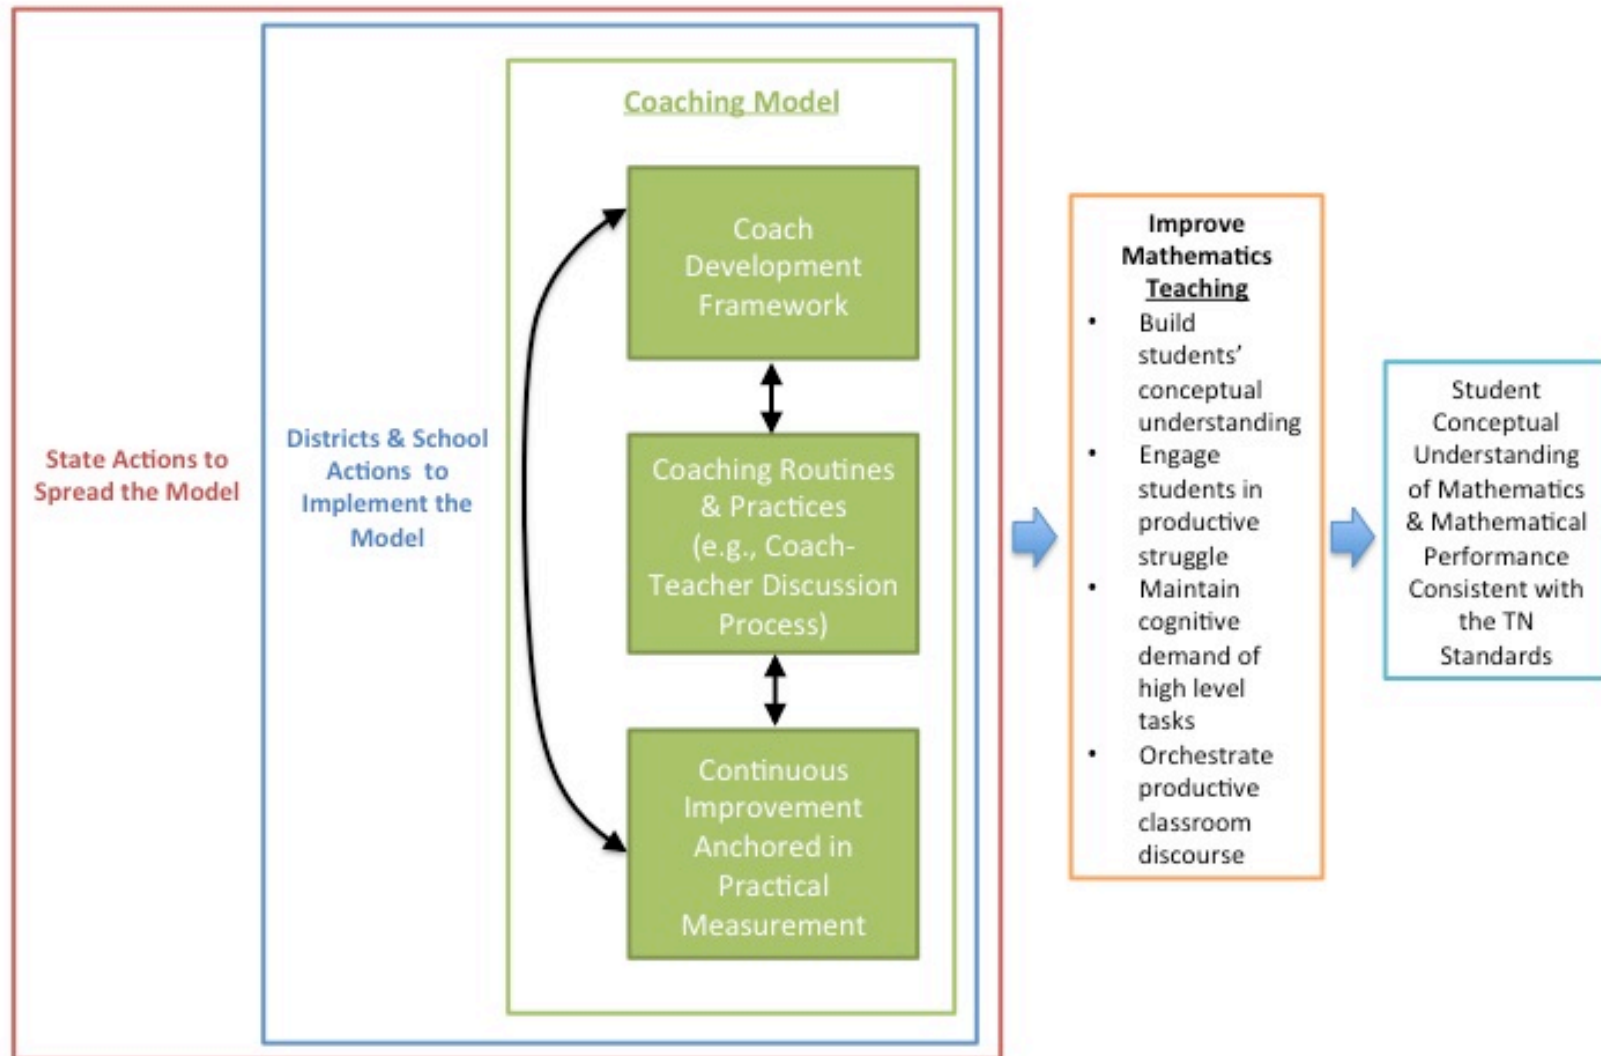 State Actions to
Spread the Model
Districts & School
Actions to
Implement the
Model
Coaching Model
Coach
Development
Framework
Coaching Routines
& Practices
(e.g., Coach-
Teacher Discussion
Process)
Continuous
Improvement
Anchored in
Practical
Measurement
Improve
Mathematics
Teaching
• Build
students’
conceptual
understanding
• Engage
students in
productive
struggle
• Maintain
cognitive
demand of
high level
tasks
• Orchestrate
productive
classroom
discourse
Student
Conceptual
Understanding
of Mathematics
& Mathematical
Performance
Consistent with
the TN
Standards